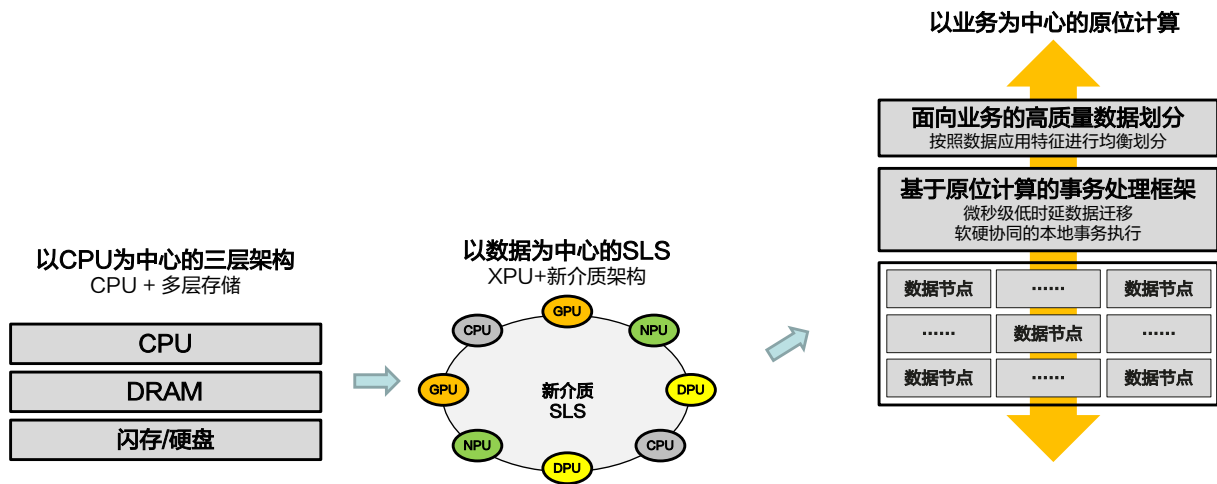 以CPU为中心的三层架构
CPU + 多层存储
CPU
DRAM
闪存/硬盘
以数据为中心的SLS
XPU+新介质架构
GPU
CPU
NPU
GPU
DPU
新介质
SLS
NPU
CPU
DPU
以业务为中心的原位计算
面向业务的高质量数据划分
按照数据应用特征进行均衡划分
基于原位计算的事务处理框架
微秒级低时延数据迁移
软硬协同的本地事务执行
数据节点 ...... 数据节点
...... 数据节点 ......
数据节点 ...... 数据节点